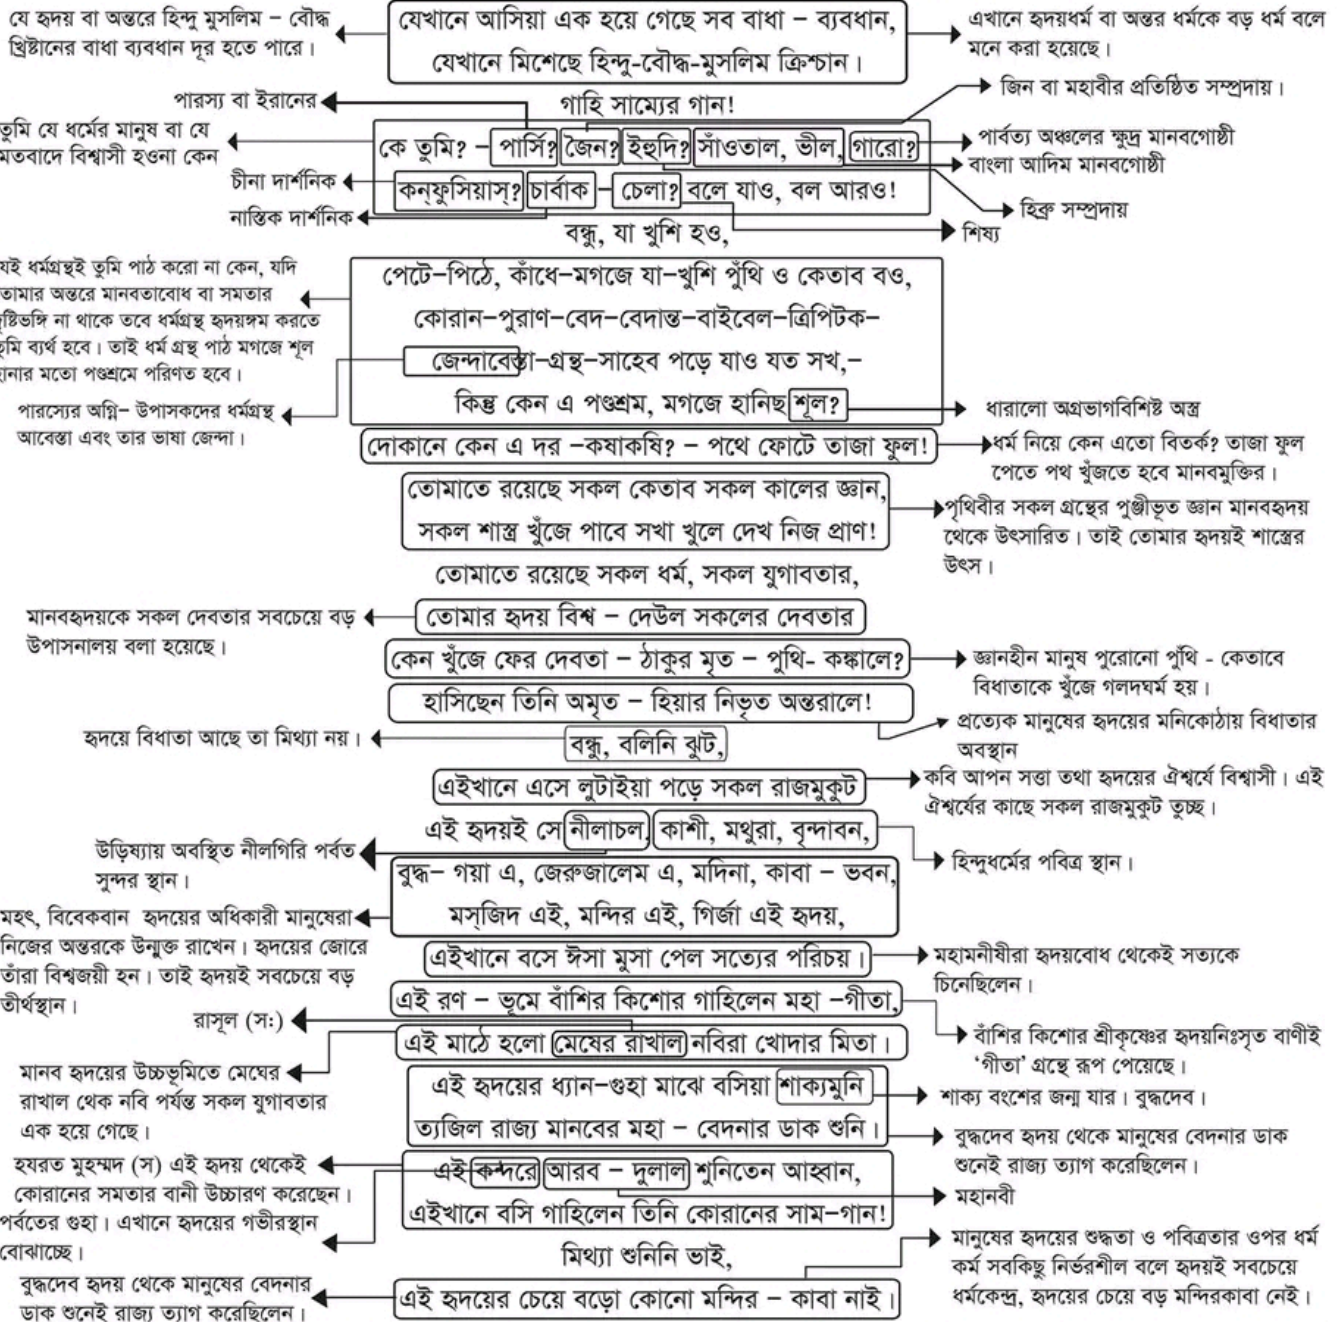 যে হৃদয় বা অন্তরে হিন্দু মুসলিম – বৌদ্ধ
খ্রিষ্টানের বাধা ব্যবধান দূর হতে পারে।
যেখানে আসিয়া এক হয়ে গেছে সব বাধা – ব্যবধান,
যেখানে মিশেছে হিন্দু-বৌদ্ধ-মুসলিম ক্রিশ্চান।
এখানে হৃদয়ধর্ম বা অন্তর ধর্মকে বড় ধর্ম বলে
মনে করা হয়েছে।
গাহি সাম্যের গান!
জিন বা মহাবীর প্রতিষ্ঠিত সম্প্রদায়।
পারস্য বা ইরানের
তুমি যে ধর্মের মানুষ বা যে
মতবাদে বিশ্বাসী হওনা কেন
কে তুমি? – পার্সি? জৈন? ইহুদি? সাঁওতাল, ভীল, গারো?
পার্বত্য অঞ্চলের ক্ষুদ্র মানবগোষ্ঠী
বাংলা আদিম মানবগোষ্ঠী
চীনা দার্শনিক
কন্‌ফুসিয়াস্? চার্বাক – চেলা? বলে যাও, বল আরও!
হিব্রু সম্প্রদায়
নাস্তিক দার্শনিক
বন্ধু, যা খুশি হও,
শিষ্য
যেই ধর্মগ্রন্থই তুমি পাঠ করো না কেন, যদি
তোমার অন্তরে মানবতাবোধ বা সমতার
দৃষ্টিভঙ্গি না থাকে তবে ধর্মগ্রন্থ হৃদয়ঙ্গম করতে
তুমি ব্যর্থ হবে। তাই ধর্ম গ্রন্থ পাঠ মগজে শূল
হানার মতো পণ্ডশ্রমে পরিণত হবে।
পেটে–পিঠে, কাঁধে–মগজে যা–খুশি পুঁথি ও কেতাব বও,
কোরান–পুরাণ–বেদ–বেদান্ত–বাইবেল–ত্রিপিটক–
জেন্দাবেস্তা–গ্রন্থ–সাহেব পড়ে যাও যত সখ,–
কিন্তু কেন এ পণ্ডশ্রম, মগজে হানিছ শূল?
পারস্যের অগ্নি– উপাসকদের ধর্মগ্রন্থ
আবেস্তা এবং তার ভাষা জেন্দা।
ধারালো অগ্রভাগবিশিষ্ট অস্ত্র
দোকানে কেন এ দর –কষাকষি? – পথে ফোটে তাজা ফুল!
ধর্ম নিয়ে কেন এতো বিতর্ক? তাজা ফুল
পেতে পথ খুঁজতে হবে মানবমুক্তির।
তোমাতে রয়েছে সকল কেতাব সকল কালের জ্ঞান,
সকল শাস্ত্র খুঁজে পাবে সখা খুলে দেখ নিজ প্রাণ!
পৃথিবীর সকল গ্রন্থের পুঞ্জীভূত জ্ঞান মানবহৃদয়
থেকে উৎসারিত। তাই তোমার হৃদয়ই শাস্ত্রের
উৎস।
তোমাতে রয়েছে সকল ধর্ম, সকল যুগাবতার,
মানবহৃদয়কে সকল দেবতার সবচেয়ে বড়
উপাসনালয় বলা হয়েছে।
তোমার হৃদয় বিশ্ব – দেউল সকলের দেবতার
কেন খুঁজে ফের দেবতা – ঠাকুর মৃত – পুথি- কঙ্কালে?
জ্ঞানহীন মানুষ পুরোনো পুঁথি - কেতাবে
বিধাতাকে খুঁজে গলদঘর্ম হয়।
হাসিছেন তিনি অমৃত – হিয়ার নিভৃত অন্তরালে!
প্রত্যেক মানুষের হৃদয়ের মনিকোঠায় বিধাতার
অবস্থান
হৃদয়ে বিধাতা আছে তা মিথ্যা নয়।
বন্ধু, বলিনি ঝুট,
এইখানে এসে লুটাইয়া পড়ে সকল রাজমুকুট
কবি আপন সত্তা তথা হৃদয়ের ঐশ্বর্যে বিশ্বাসী। এই
ঐশ্বর্যের কাছে সকল রাজমুকুট তুচ্ছ।
এই হৃদয়ই সে নীলাচল, কাশী, মথুরা, বৃন্দাবন,
উড়িষ্যায় অবস্থিত নীলগিরি পর্বত
সুন্দর স্থান।
হিন্দুধর্মের পবিত্র স্থান।
বুদ্ধ– গয়া এ, জেরুজালেম এ, মদিনা, কাবা – ভবন,
মস্‌জিদ এই, মন্দির এই, গির্জা এই হৃদয়,
মহৎ, বিবেকবান হৃদয়ের অধিকারী মানুষেরা
নিজের অন্তরকে উন্মুক্ত রাখেন। হৃদয়ের জোরে
তাঁরা বিশ্বজয়ী হন। তাই হৃদয়ই সবচেয়ে বড়
তীর্থস্থান।
এইখানে বসে ঈসা মুসা পেল সত্যের পরিচয়।
মহামনীষীরা হৃদয়বোধ থেকেই সত্যকে
চিনেছিলেন।
এই রণ – ভূমে বাঁশির কিশোর গাহিলেন মহা –গীতা,
রাসূল (স:)
বাঁশির কিশোর শ্রীকৃষ্ণের হৃদয়নিঃসৃত বাণীই
‘গীতা’ গ্রন্থে রূপ পেয়েছে।
এই মাঠে হলো মেষের রাখাল নবিরা খোদার মিতা।
মানব হৃদয়ের উচ্চভূমিতে মেঘের
রাখাল থেক নবি পর্যন্ত সকল যুগাবতার
এক হয়ে গেছে।
এই হৃদয়ের ধ্যান–গুহা মাঝে বসিয়া শাক্যমুনি
ত্যজিল রাজ্য মানবের মহা – বেদনার ডাক শুনি।
শাক্য বংশের জন্ম যার। বুদ্ধদেব।
বুদ্ধদেব হৃদয় থেকে মানুষের বেদনার ডাক
শুনেই রাজ্য ত্যাগ করেছিলেন।
হযরত মুহম্মদ (স) এই হৃদয় থেকেই
কোরানের সমতার বানী উচ্চারণ করেছেন।
পর্বতের গুহা। এখানে হৃদয়ের গভীরস্থান
বোঝাচ্ছে।
এই কন্দরে আরব – দুলাল শুনিতেন আহ্বান,
এইখানে বসি গাহিলেন তিনি কোরানের সাম–গান!
মহানবী
মিথ্যা শুনিনি ভাই,
মানুষের হৃদয়ের শুদ্ধতা ও পবিত্রতার ওপর ধর্ম
কর্ম সবকিছু নির্ভরশীল বলে হৃদয়ই সবচেয়ে
ধর্মকেন্দ্র, হৃদয়ের চেয়ে বড় মন্দিরকাবা নেই।
বুদ্ধদেব হৃদয় থেকে মানুষের বেদনার
ডাক শুনেই রাজ্য ত্যাগ করেছিলেন।
এই হৃদয়ের চেয়ে বড়ো কোনো মন্দির – কাবা নাই।